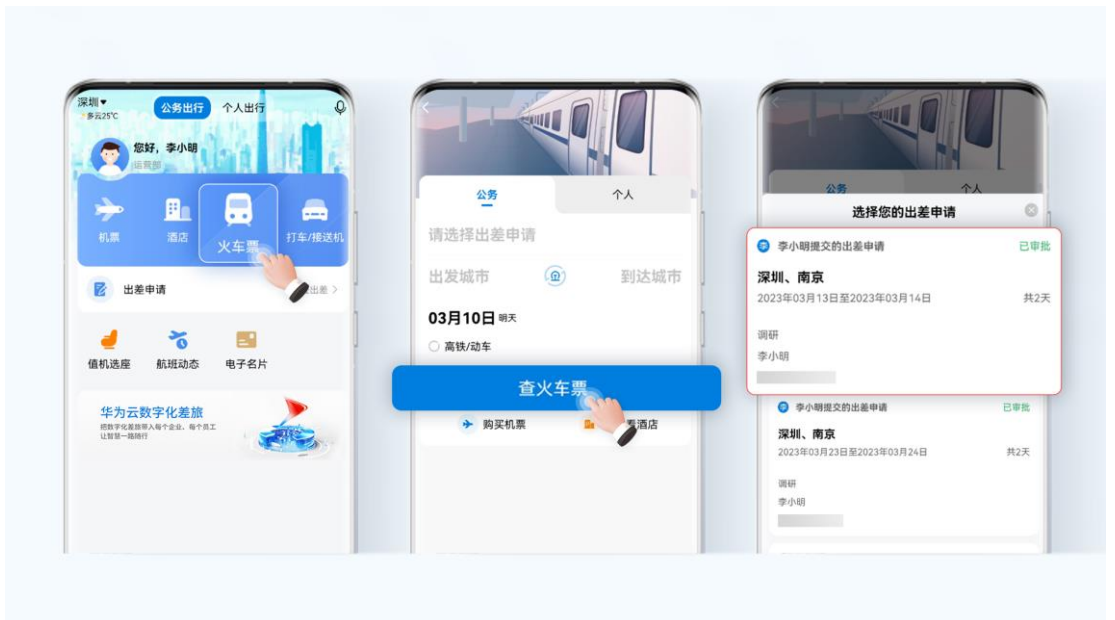 深圳
多云25℃
公务出行
个人出行
您好，李小明
运营部
机票
酒店
火车票
打车/接送机
出差申请
出差 >
值机选座
航班动态
电子名片
华为云数字化差旅
把数字化差旅带入每个企业、每个员工
让智慧一路随行
公务
个人
请选择出差申请
出发城市
到达城市
03月10日 明天
高铁/动车
查火车票
购买机票
酒店
公务
个人
选择您的出差申请
李小明提交的出差申请
已审批
深圳、南京
2023年03月13日至2023年03月14日
共2天
调研
李小明
李小明提交的出差申请
已审批
深圳、南京
2023年03月23日至2023年03月24日
共2天
调研
李小明